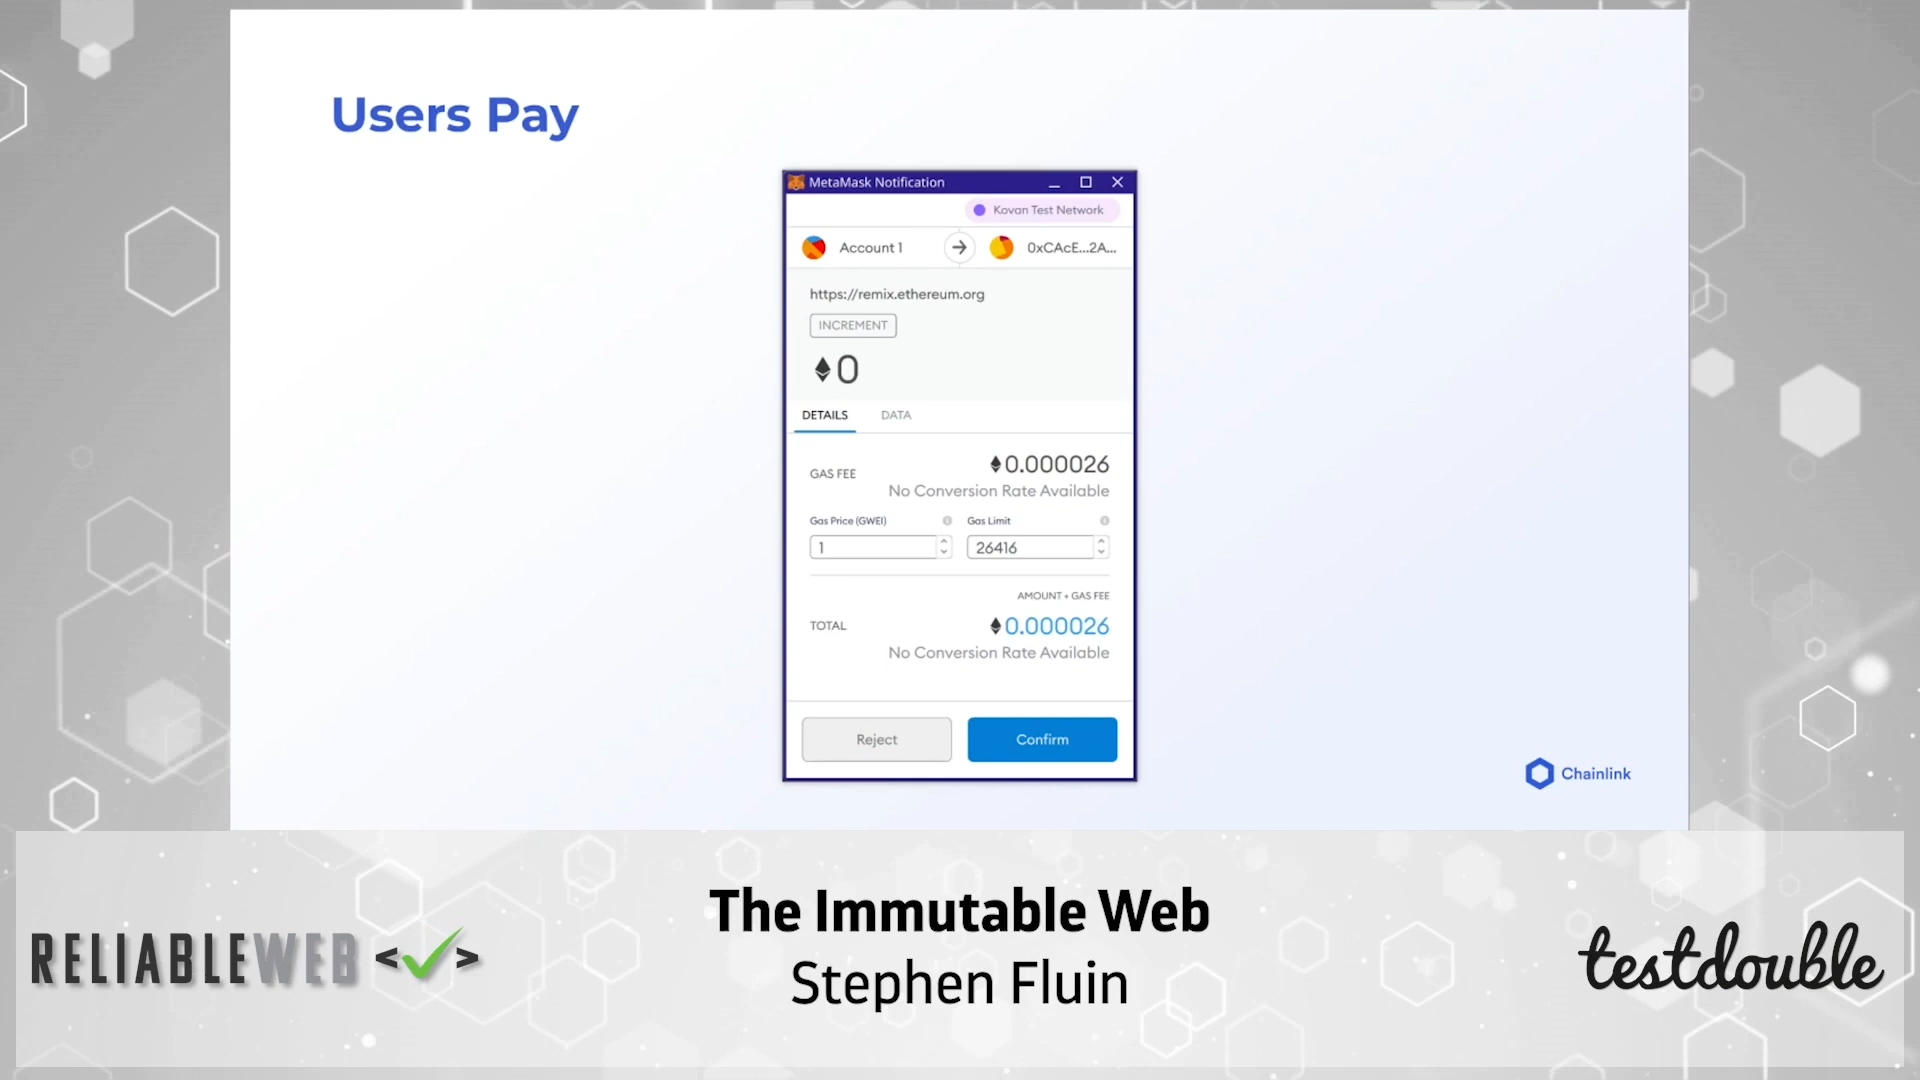 Users Pay
MetaMask Notification
Kovan Test Network
Account 1
0xCAcE...2A...
https://remix.ethereum.org
INCREMENT
0
DETAILS
DATA
GAS FEE
0.000026
No Conversion Rate Available
Gas Price (GWEI)
Gas Limit
1
26416
AMOUNT + GAS FEE
TOTAL
0.000026
No Conversion Rate Available
Reject
Confirm
Chainlink
RELIABLEWEB <✓>
The Immutable Web
Stephen Fluin
testdouble